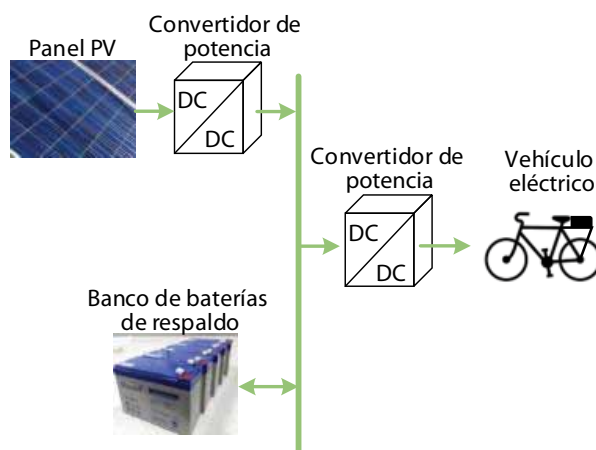 Panel PV
Convertidor de
potencia
DC
DC
Convertidor de
potencia
DC
DC
Vehículo
eléctrico
Banco de baterías
de respaldo